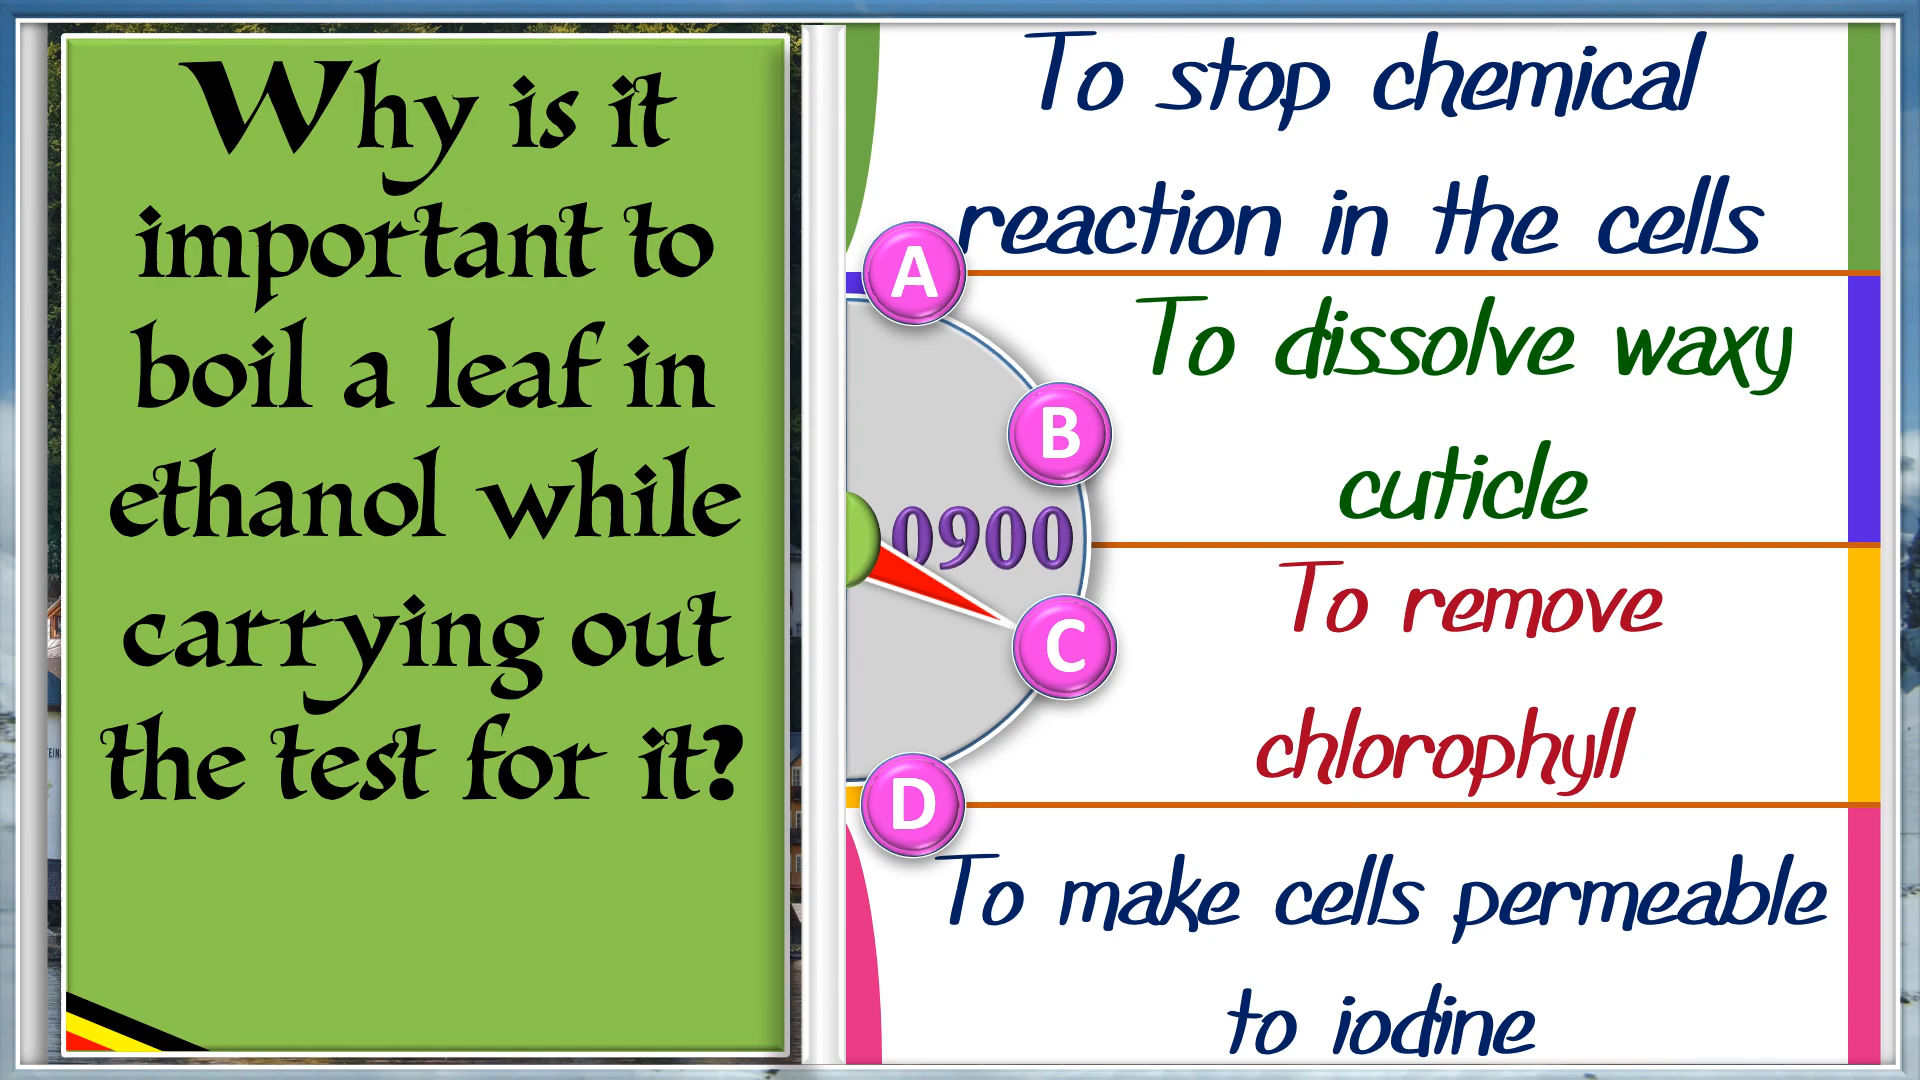 Why is it
important to
boil a leaf in
ethanol while
carrying out
the test for it?
To stop chemical
reaction in the cells
A
To dissolve waxy
cuticle
B
0900
To remove
chlorophyll
C
To make cells permeable
to iodine
D